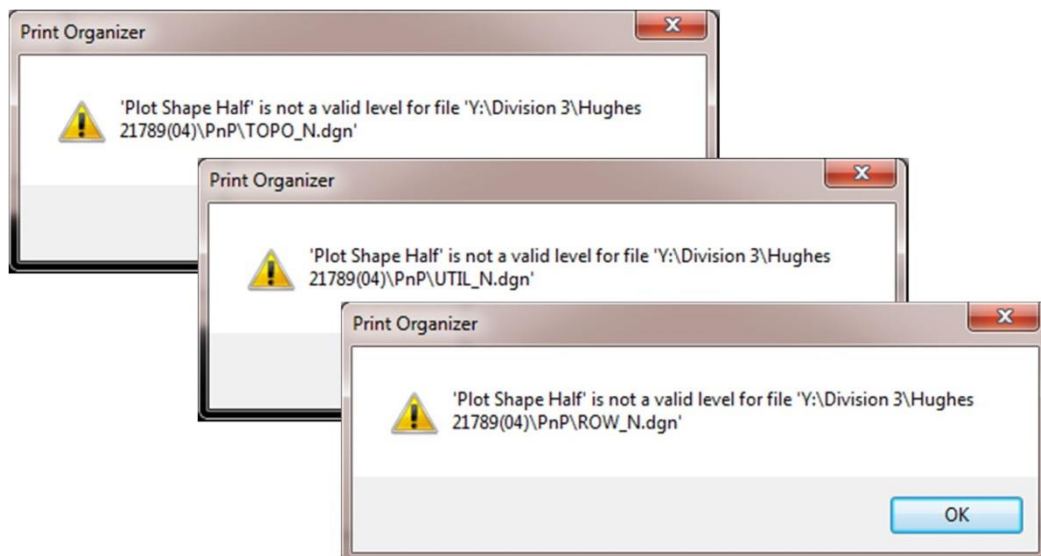 Print Organizer
'Plot Shape Half' is not a valid level for file 'Y:\Division 3\Hughes
21789(04)\PnP\TOPO_N.dgn'
Print Organizer
'Plot Shape Half' is not a valid level for file 'Y:\Division 3\Hughes
21789(04)\PnP\UTIL_N.dgn'
Print Organizer
'Plot Shape Half' is not a valid level for file 'Y:\Division 3\Hughes
21789(04)\PnP\ROW_N.dgn'
OK